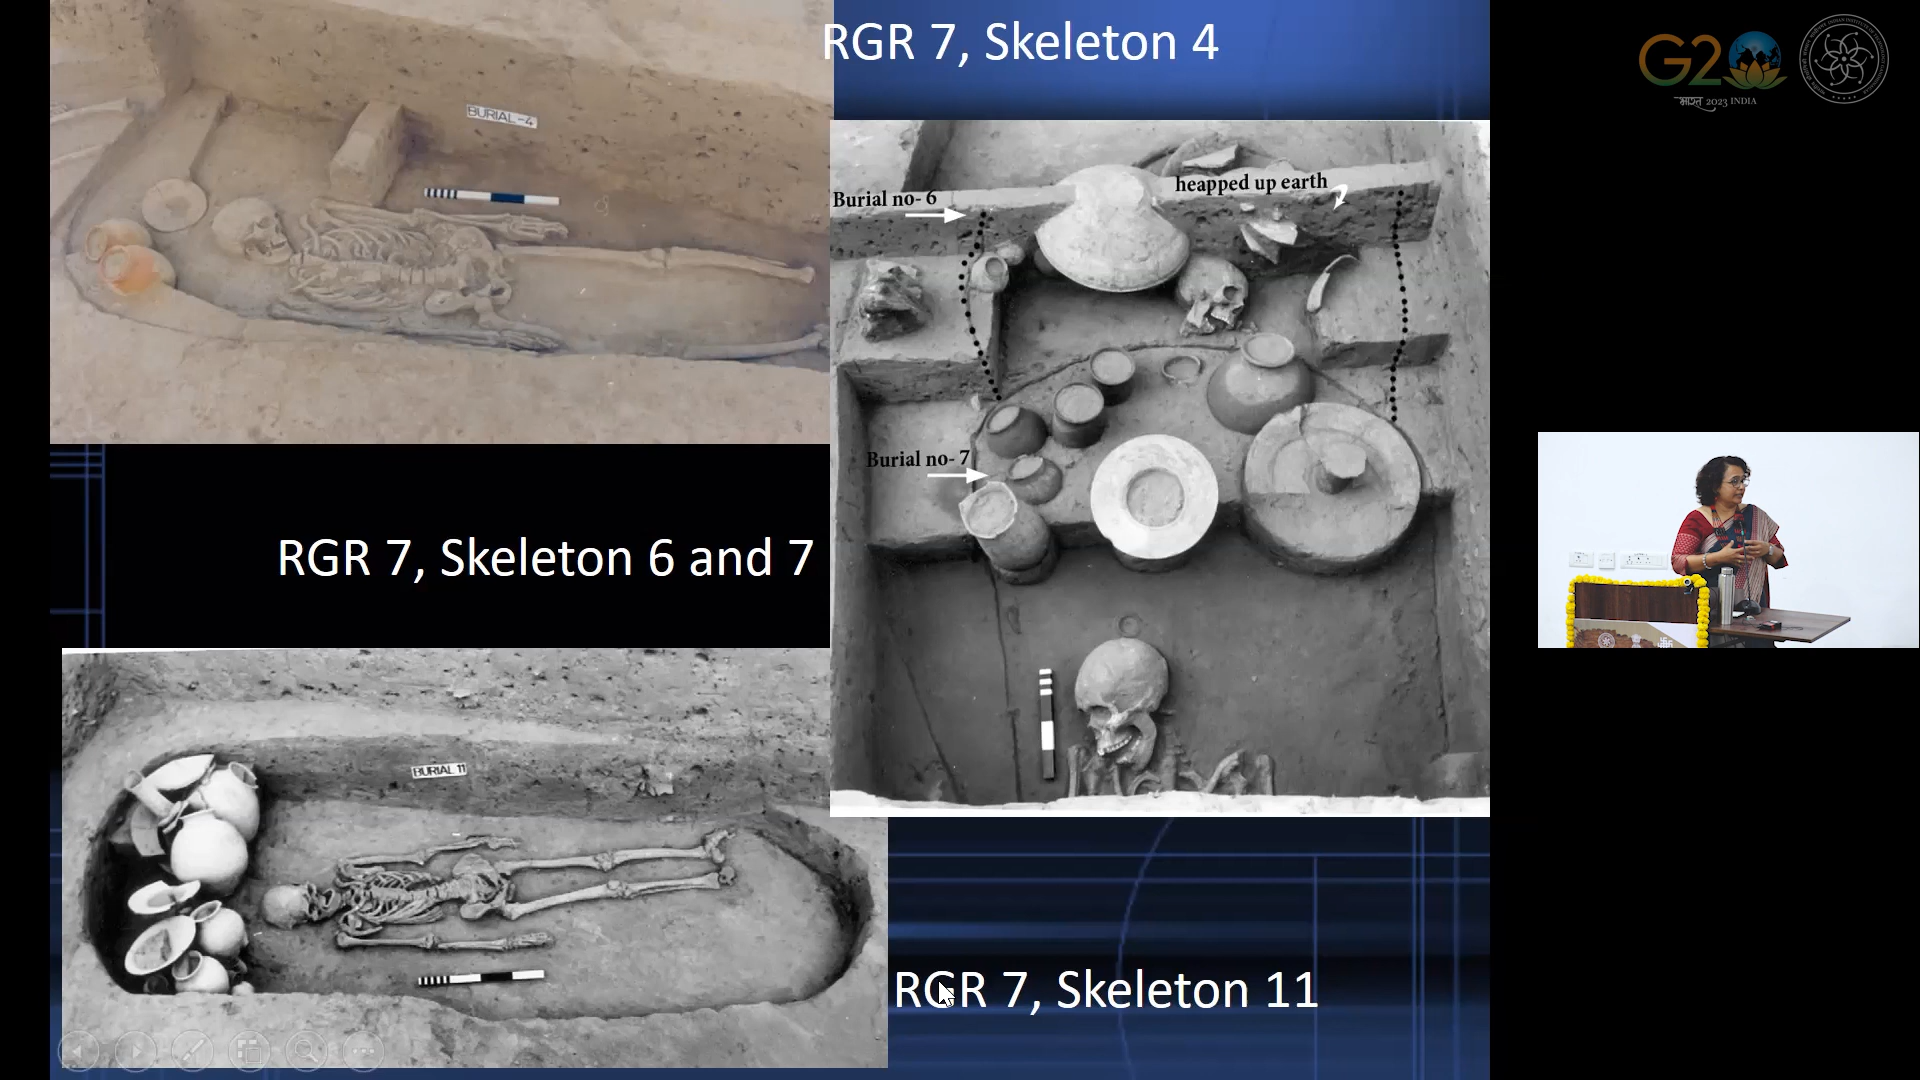 RGR 7, Skeleton 4
G20
भारत 2023 INDIA
BURIAL-4
Burial no- 6
heapped up earth
Burial no- 7
RGR 7, Skeleton 6 and 7
BURIAL 11
RGR 7, Skeleton 11